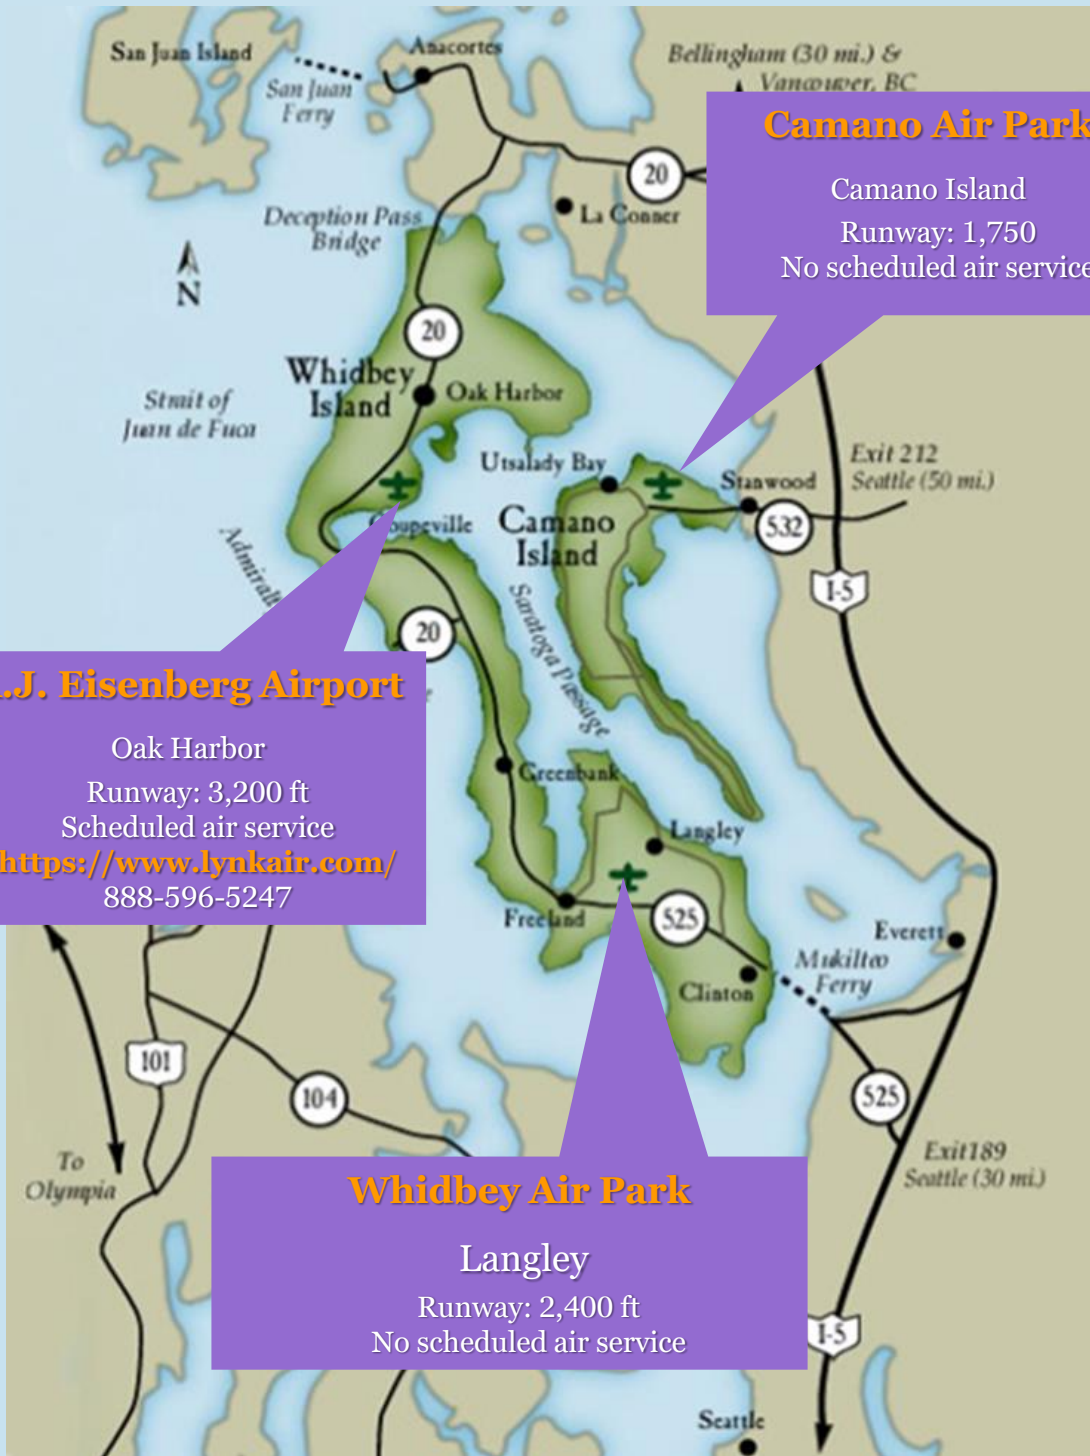 San Juan Island
Anacortes
Bellingham (30 mi.) &
Vancouver, BC
San Juan
Ferry
Camano Air Park
Camano Island
Runway: 1,750
No scheduled air service
20
La Conner
Deception Pass
Bridge
N
20
Whidbey
Island
Oak Harbor
Strait of
Juan de Fuca
Utsalady Bay
Stanwood
Exit 212
Seattle (50 mi.)
Coupeville
Camano
Island
532
I-5
Saratoga Passage
20
.J. Eisenberg Airport
Oak Harbor
Runway: 3,200 ft
Scheduled air service
https://www.lynkair.com/
888-596-5247
Greenbank
Langley
Freeland
525
Everett
Mukilteo
Ferry
Clinton
101
104
525
To
Olympia
Exit189
Seattle (30 mi.)
Whidbey Air Park
Langley
Runway: 2,400 ft
No scheduled air service
I-5
Seattle